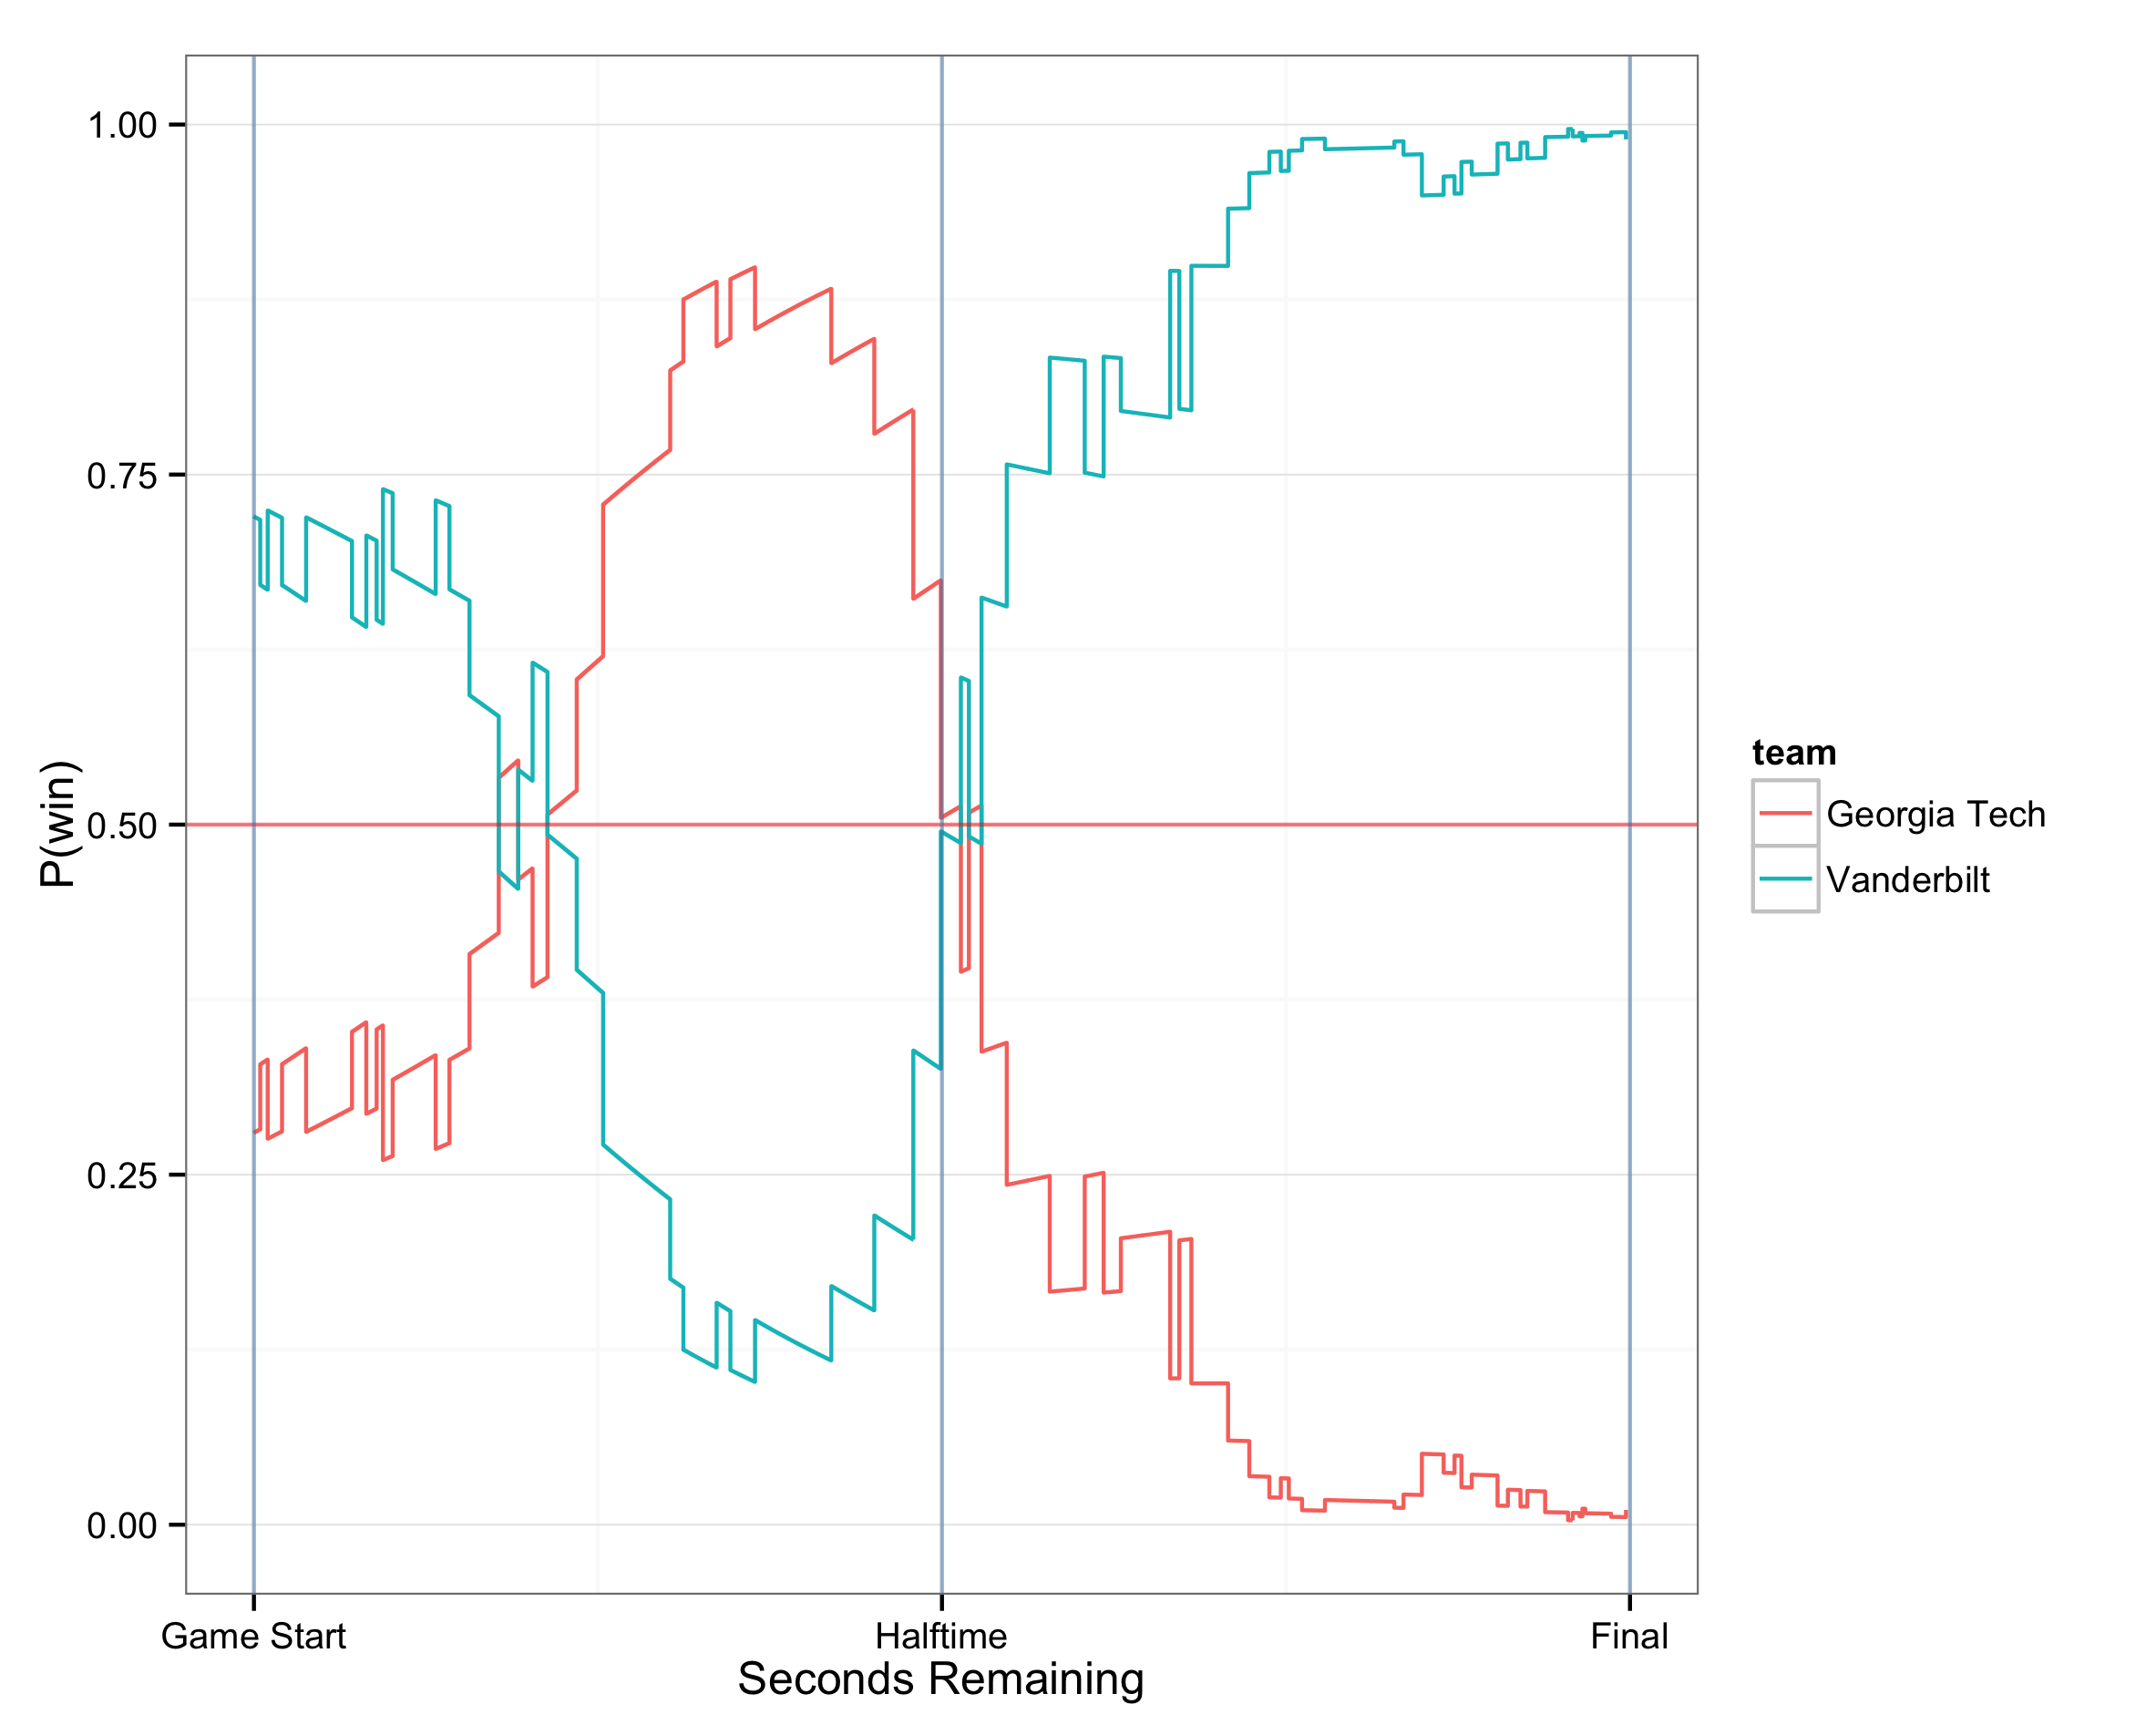 1.00
0.75
0.50
0.25
0.00
P(win)
Game Start
Halftime
Final
Seconds Remaining
team
Georgia Tech
Vanderbilt